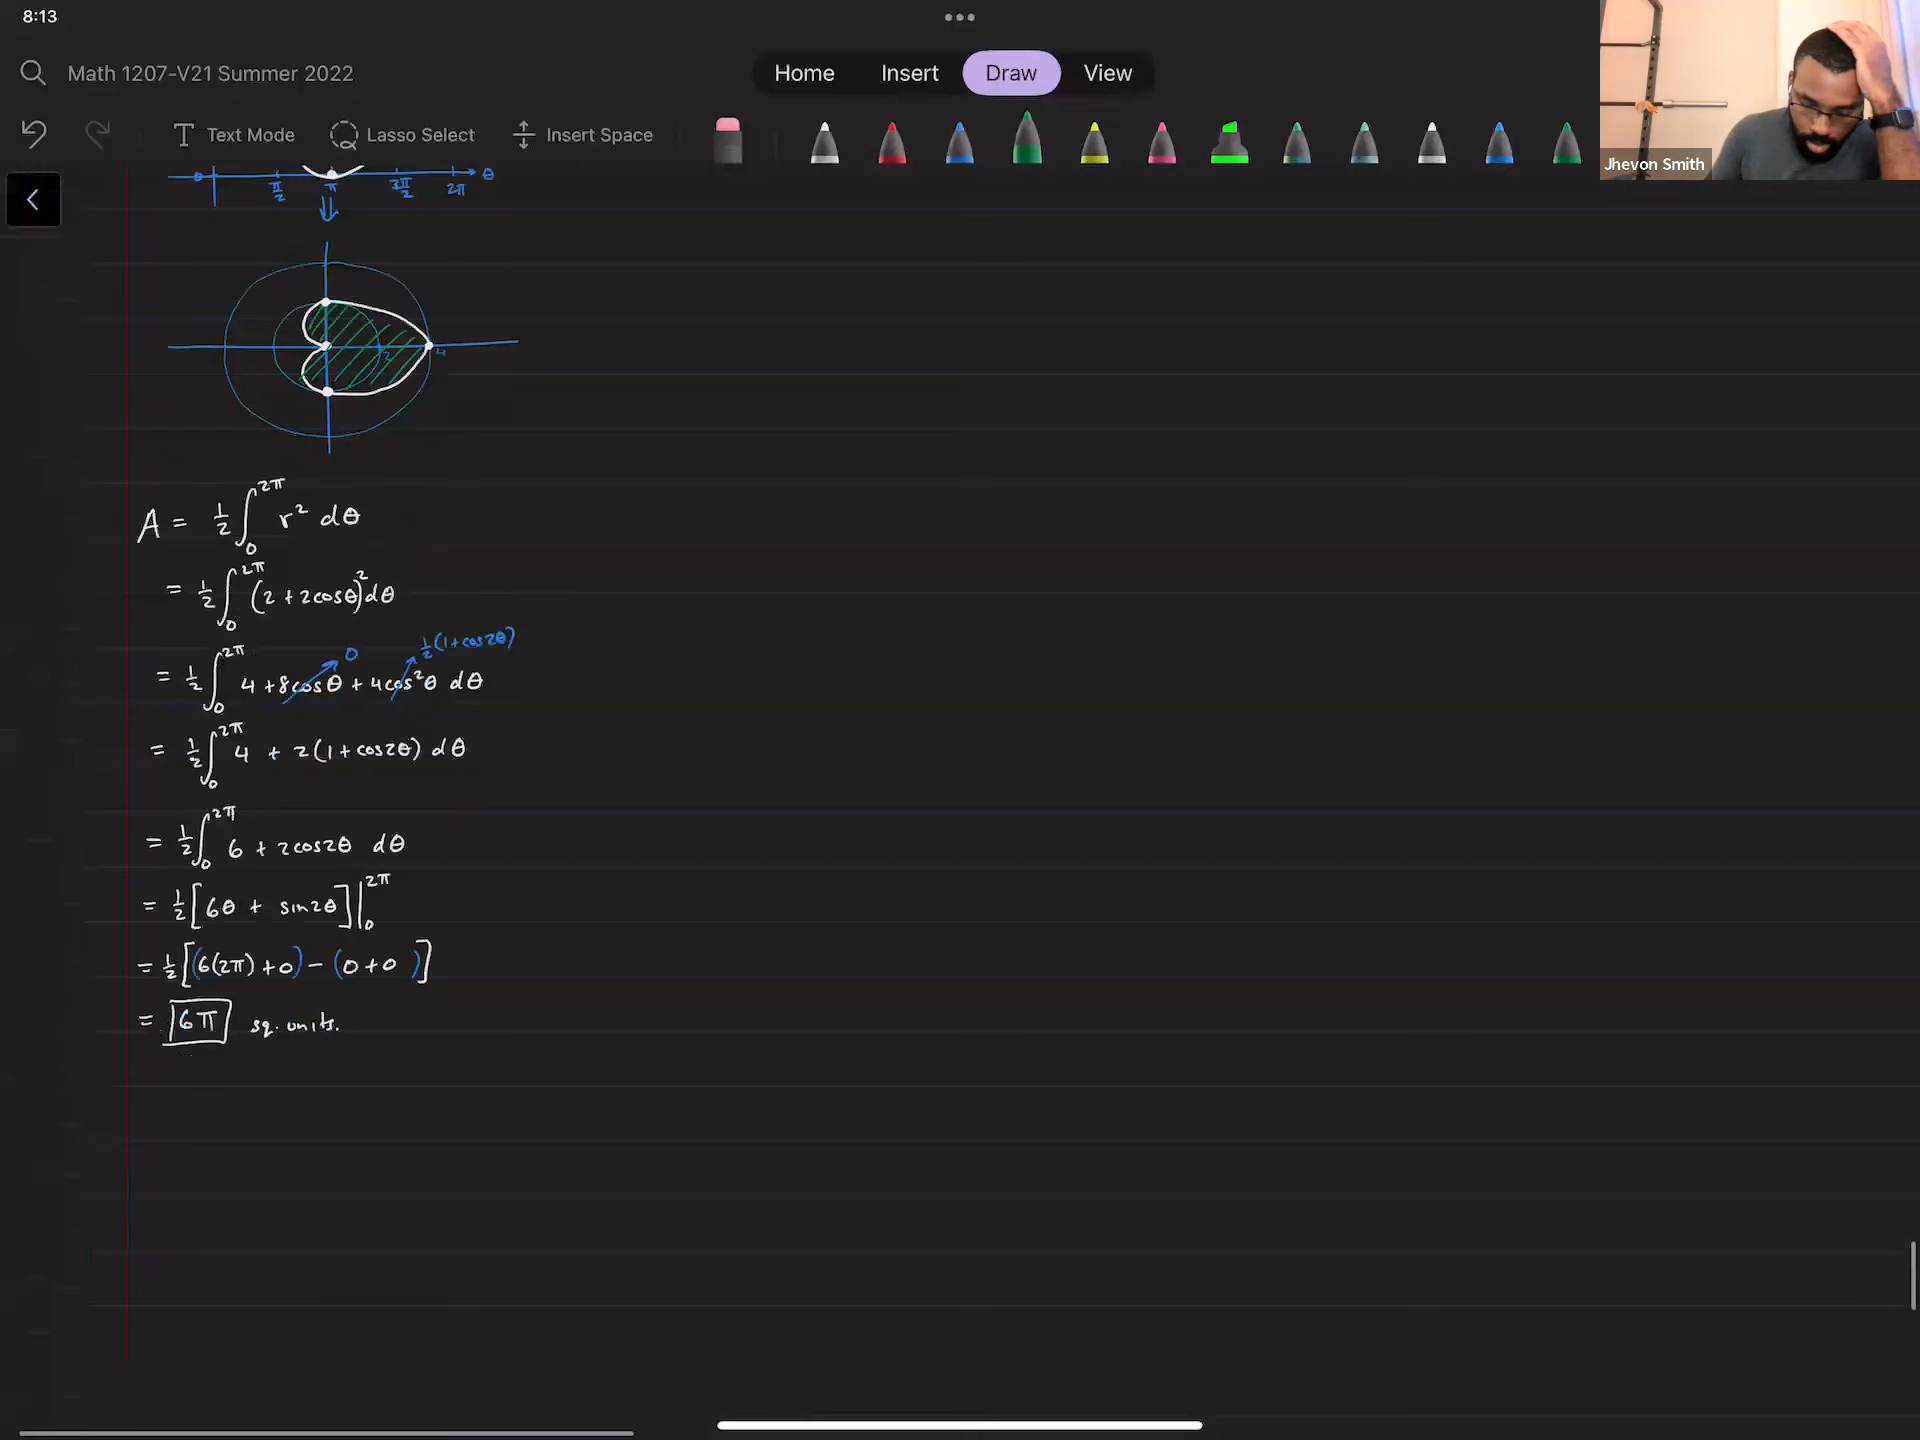 8:13
Math 1207-V21 Summer 2022
Home Insert Draw View
Text Mode Lasso Select Insert Space
Jhevon Smith
0 π/2 π 3π/2 2π θ
2 4
A = 1/2 ∫₀^2π r² dθ
= 1/2 ∫₀^2π (2 + 2cosθ)² dθ
0 1/2(1+cos2θ)
= 1/2 ∫₀^2π 4 + 8cosθ + 4cos²θ dθ
= 1/2 ∫₀^2π 4 + 2(1+cos2θ) dθ
= 1/2 ∫₀^2π 6 + 2cos2θ dθ
= 1/2 [6θ + sin2θ] |₀^2π
= 1/2 [(6(2π)+0) − (0+0)]
= 6π sq. units.